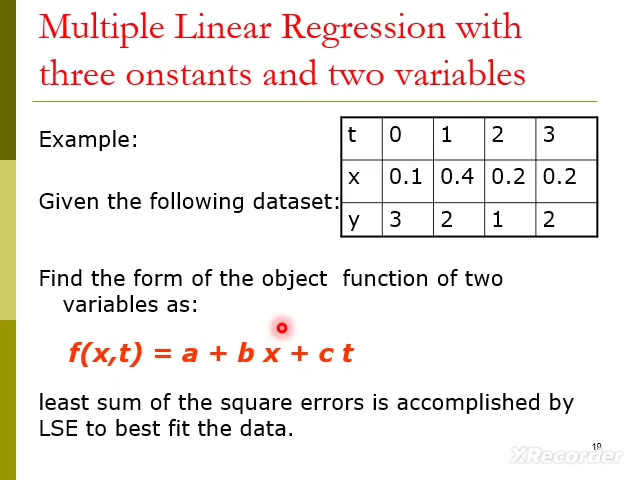 Multiple Linear Regression with
three onstants and two variables
Example:
Given the following dataset:
t 0 1 2 3
x 0.1 0.4 0.2 0.2
y 3 2 1 2
Find the form of the object function of two
variables as:
f(x,t) = a + b x + c t
least sum of the square errors is accomplished by
LSE to best fit the data.
XRecorder